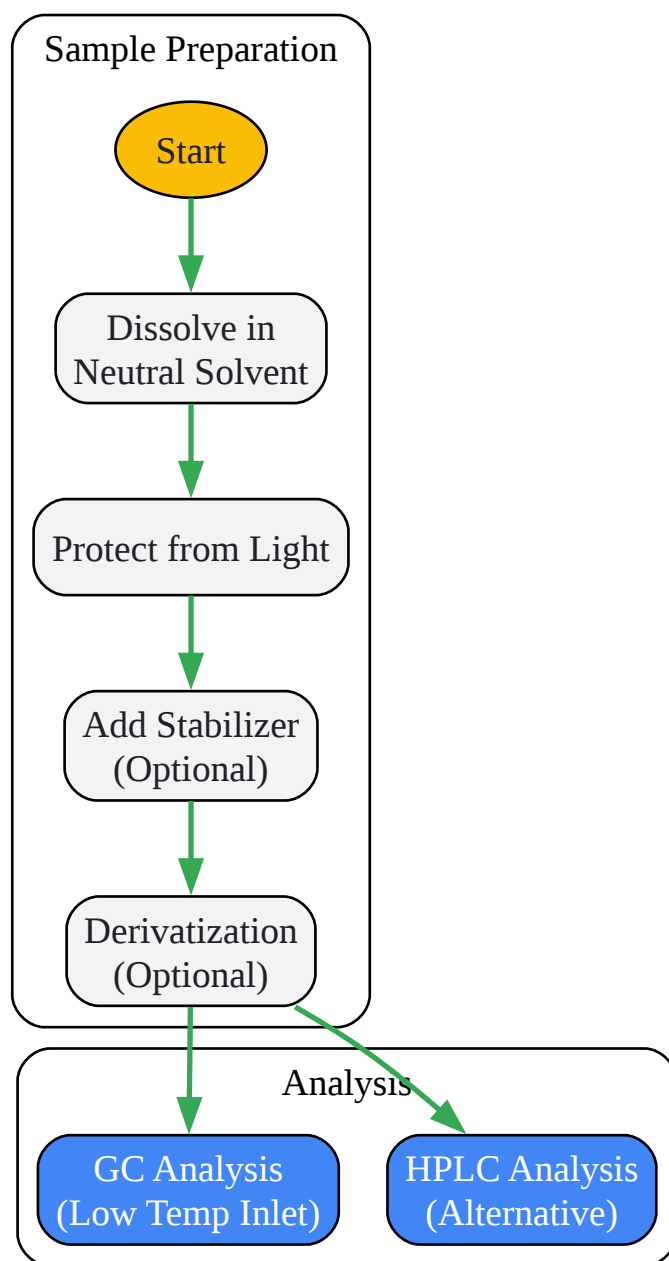 Sample Preparation
Start
Dissolve in
Neutral Solvent
Protect from Light
Add Stabilizer
(Optional)
Derivatization
(Optional)
Analysis
GC Analysis
(Low Temp Inlet)
HPLC Analysis
(Alternative)